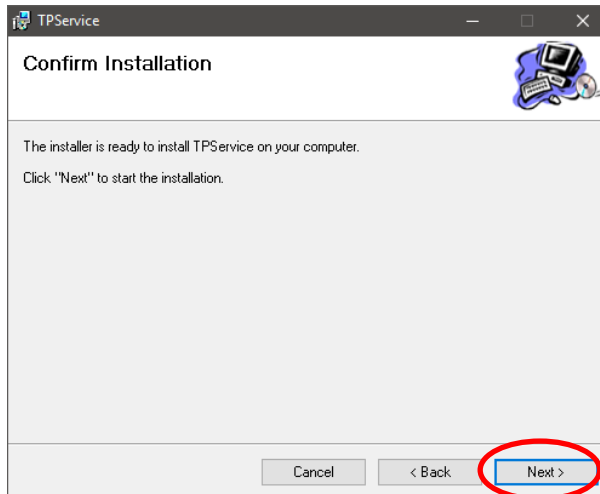 TPService
Confirm Installation
The installer is ready to install TPService on your computer.
Click "Next" to start the installation.
Cancel
< Back
Next >